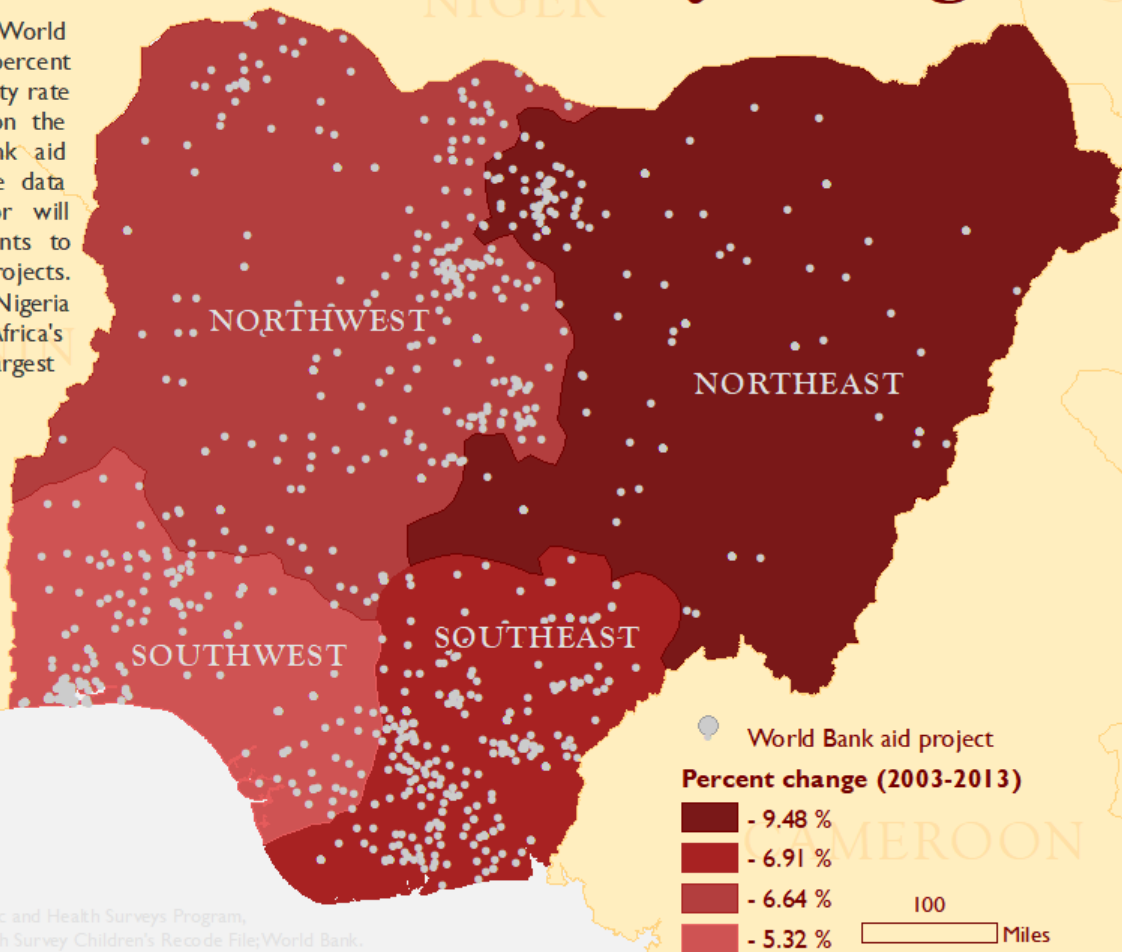 NIGER
World
percent
ty rate
on the
nk aid
e data
or will
nts to
rojects.
Nigeria
Africa's
argest
NORTHWEST
NORTHEAST
SOUTHWEST
SOUTHEAST
World Bank aid project
Percent change (2003-2013)
- 9.48 %
- 6.91 %
- 6.64 %
- 5.32 %
CAMEROON
100
Miles
c and Health Surveys Program,
h Survey Children's Recode File; World Bank.